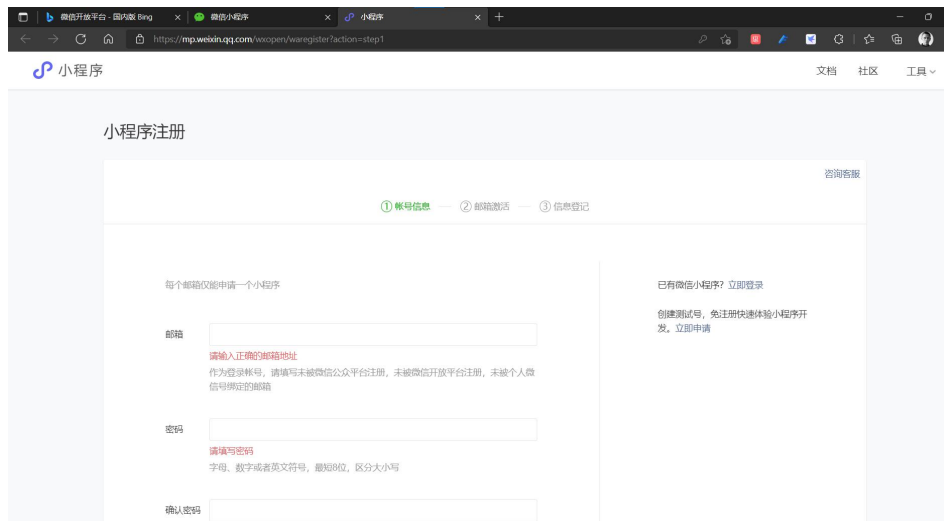 微信开放平台 - 国内版 Bing
微信小程序
小程序
https://mp.weixin.qq.com/wxopen/waregister?action=step1
小程序
文档 社区 工具
小程序注册
咨询客服
① 帐号信息 ② 邮箱激活 ③ 信息登记
每个邮箱仅能申请一个小程序
已有微信小程序？立即登录
创建测试号，免注册快速体验小程序开
发。立即申请
邮箱
请输入正确的邮箱地址
作为登录帐号，请填写未被微信公众平台注册，未被微信开放平台注册，未被个人微
信号绑定的邮箱
密码
请填写密码
字母、数字或者英文符号，最短8位，区分大小写
确认密码